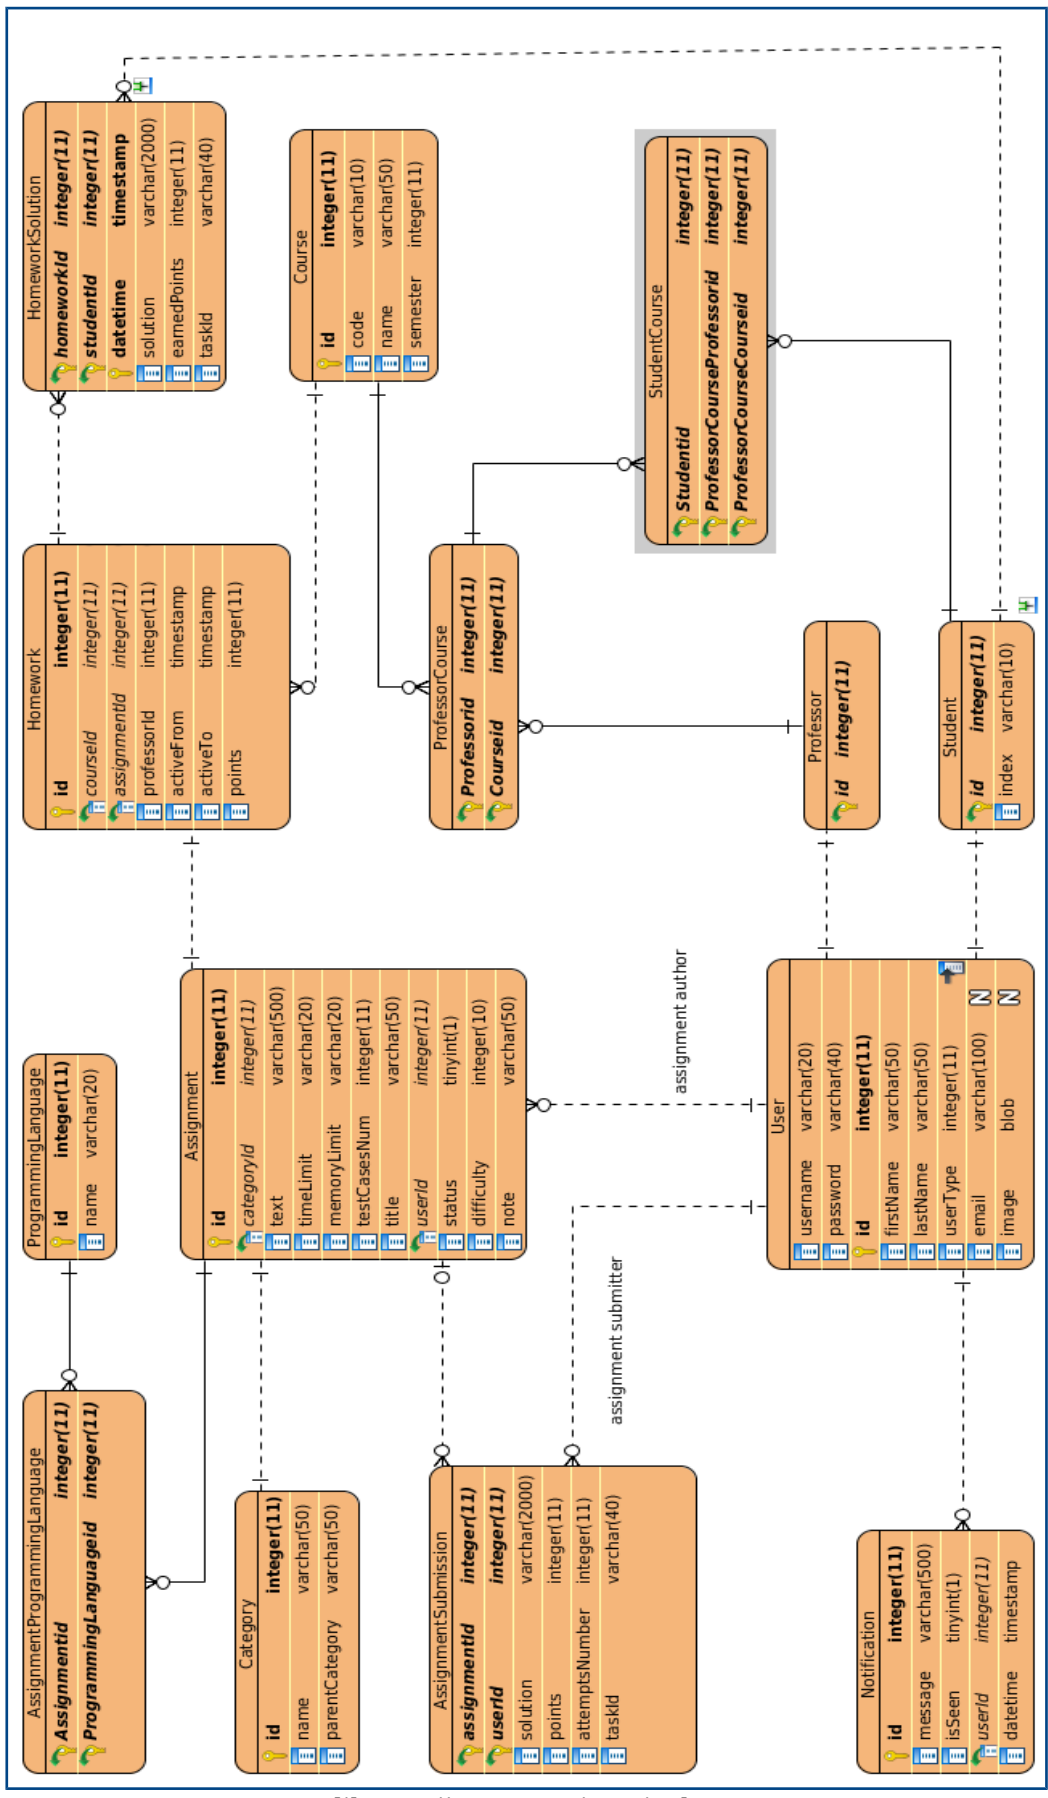 AssignmentProgrammingLanguage
Assignmentid integer(11)
ProgrammingLanguageid integer(11)
ProgrammingLanguage
id integer(11)
name varchar(20)
Homework
id integer(11)
courseId integer(11)
assignmentId integer(11)
professorId integer(11)
activeFrom timestamp
activeTo timestamp
points integer(11)
HomeworkSolution
homeworkId integer(11)
studentId integer(11)
datetime timestamp
solution varchar(2000)
earnedPoints integer(11)
taskId varchar(40)
Category
id integer(11)
name varchar(50)
parentCategory varchar(50)
Assignment
id integer(11)
categoryId integer(11)
text varchar(500)
timeLimit varchar(20)
memoryLimit varchar(20)
testCasesNum integer(11)
title varchar(50)
userId integer(11)
status tinyint(1)
difficulty integer(10)
note varchar(50)
Course
id integer(11)
code varchar(10)
name varchar(50)
semester integer(11)
AssignmentSubmission
assignmentId integer(11)
userId integer(11)
solution varchar(2000)
points integer(11)
attemptsNumber integer(11)
taskId varchar(40)
ProfessorCourse
Professorid integer(11)
Courseid integer(11)
StudentCourse
Studentid integer(11)
ProfessorCourseProfessorid integer(11)
ProfessorCourseCourseid integer(11)
assignment submitter
assignment author
User
username varchar(20)
password varchar(40)
id integer(11)
firstName varchar(50)
lastName varchar(50)
userType integer(11)
email varchar(100) N
image blob N
Professor
id integer(11)
Notification
id integer(11)
message varchar(500)
isSeen tinyint(1)
userId integer(11)
datetime timestamp
Student
id integer(11)
index varchar(10)